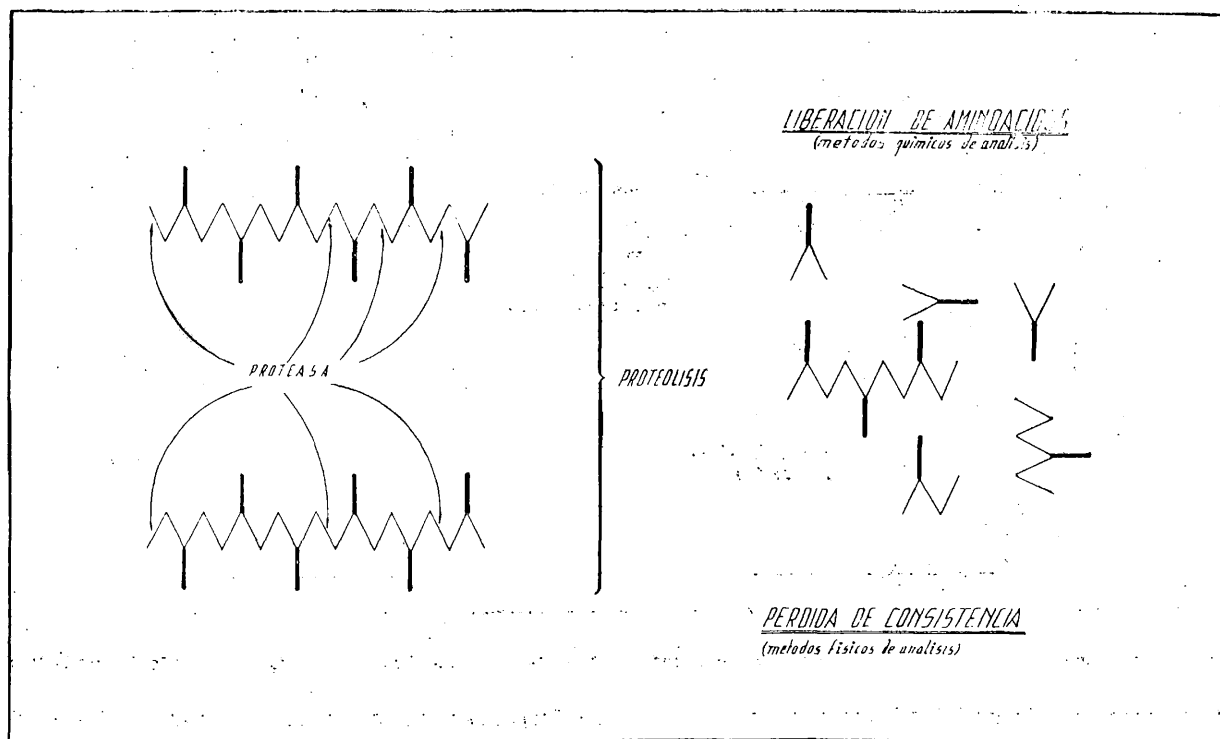 LIBERACION DE AMINOACIDOS
(metodos quimicos de analisis)
PROTEASA
PROTEOLISIS
PERDIDA DE CONSISTENCIA
(metodos fisicos de analisis)